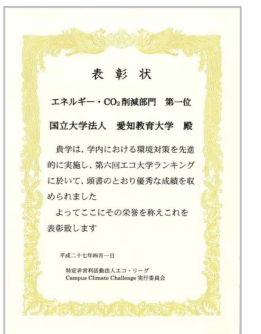 表彰状
エネルギー・CO₂削減部門 第一位
国立大学法人 愛知教育大学 殿
貴学は、学内における環境対策を先進
的に実施し、第六回エコ大学ランキング
に於いて、頭書のとおり優秀な成績を収
められました
よってここにその栄誉を称えこれを
表彰致します
平成二十七年四月一日
特定非営利活動法人エコ・リーグ
Campus Climate Challenge 実行委員会